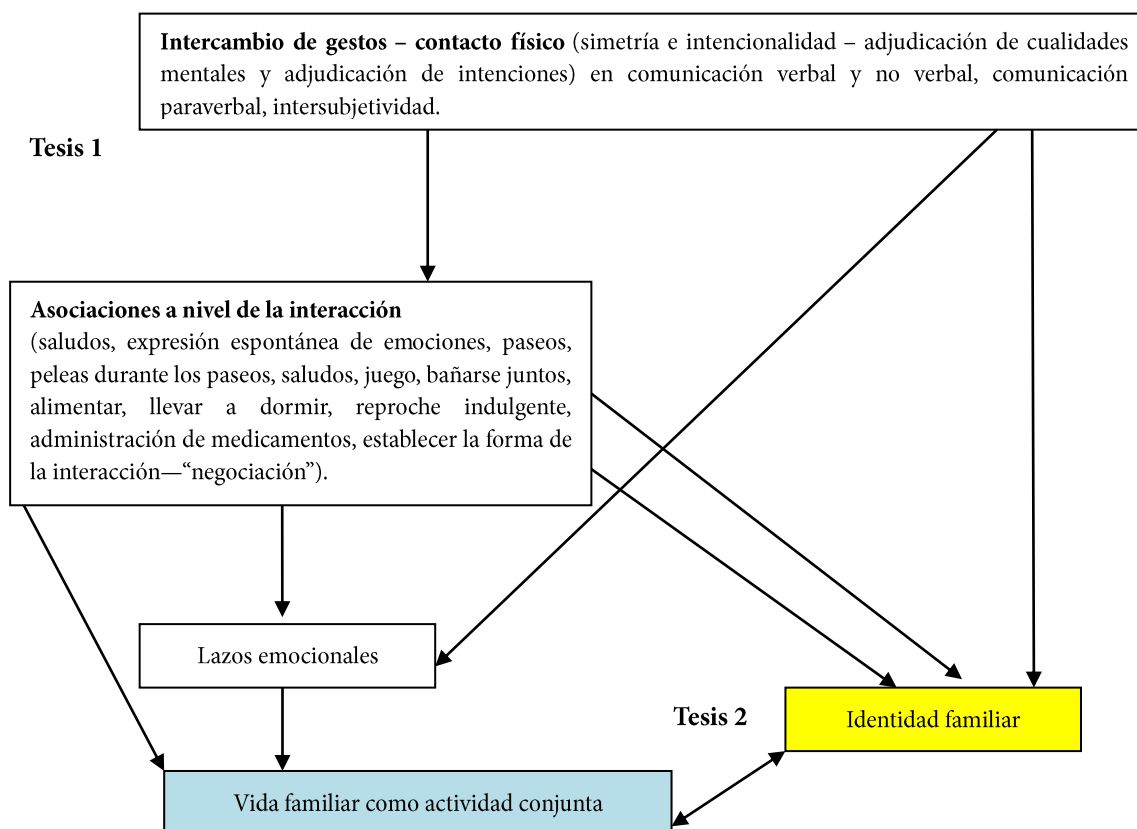 Intercambio de gestos – contacto físico (simetría e intencionalidad – adjudicación de cualidades
mentales y adjudicación de intenciones) en comunicación verbal y no verbal, comunicación
paraverbal, intersubjetividad.
Tesis 1
Asociaciones a nivel de la interacción
(saludos, expresión espontánea de emociones, paseos,
peleas durante los paseos, saludos, juego, bañarse juntos,
alimentar, llevar a dormir, reproche indulgente,
administración de medicamentos, establecer la forma de
la interacción—“negociación”).
Lazos emocionales
Tesis 2
Identidad familiar
Vida familiar como actividad conjunta